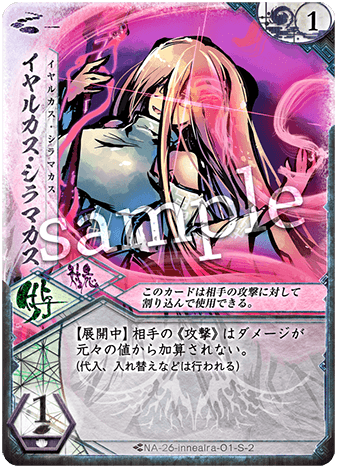 1
イヤルカス・シラマカス
イヤルカス・シラマカス
sample
付与
対応
このカードは相手の攻撃に対して
割り込んで使用できる。
【展開中】相手の《攻撃》はダメージが
元々の値から加算されない。
(代入、入れ替えなどは行われる)
1
NA-26-innealra-O1-S-2